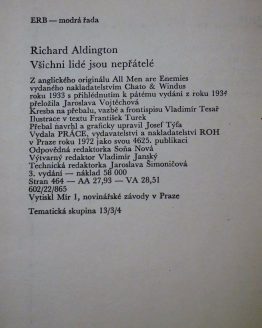 ERB — modrá řada
Richard Aldington
Všichni lidé jsou nepřátelé
Z anglického originálu All Men are Enemies
vydaného nakladatelstvím Chato & Windus
roku 1933 s přihlédnutím k pátému vydání z roku 193?
přeložila Jaroslava Vojtěchová
Kresba na přebalu, vazbě a frontispisu Vladimír Tesař
Ilustrace v textu František Turek
Přebal navrhl a graficky upravil Josef Týfa
Vydala PRÁCE, vydavatelství a nakladatelství ROH
v Praze roku 1972 jako svou 4625. publikaci
Odpovědná redaktorka Soňa Nová
Výtvarný redaktor Vladimír Janský
Technická redaktorka Jaroslava Šimoničová
3. vydání — náklad 58 000
Stran 464 — AA 27,93 — VA 28,51
602/22/865
Vytiskl Mír 1, novinářské závody v Praze
Tematická skupina 13/3/4